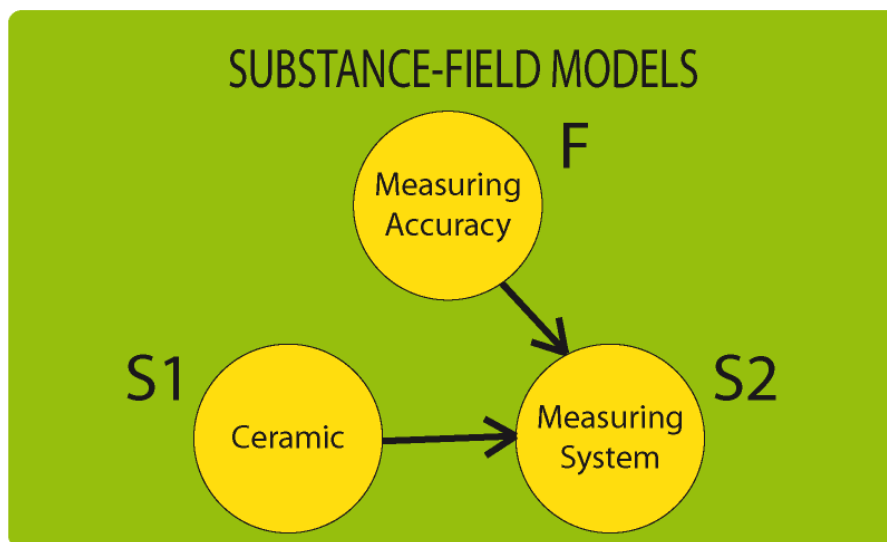 SUBSTANCE-FIELD MODELS
F
Measuring
Accuracy
S1
Ceramic
S2
Measuring
System